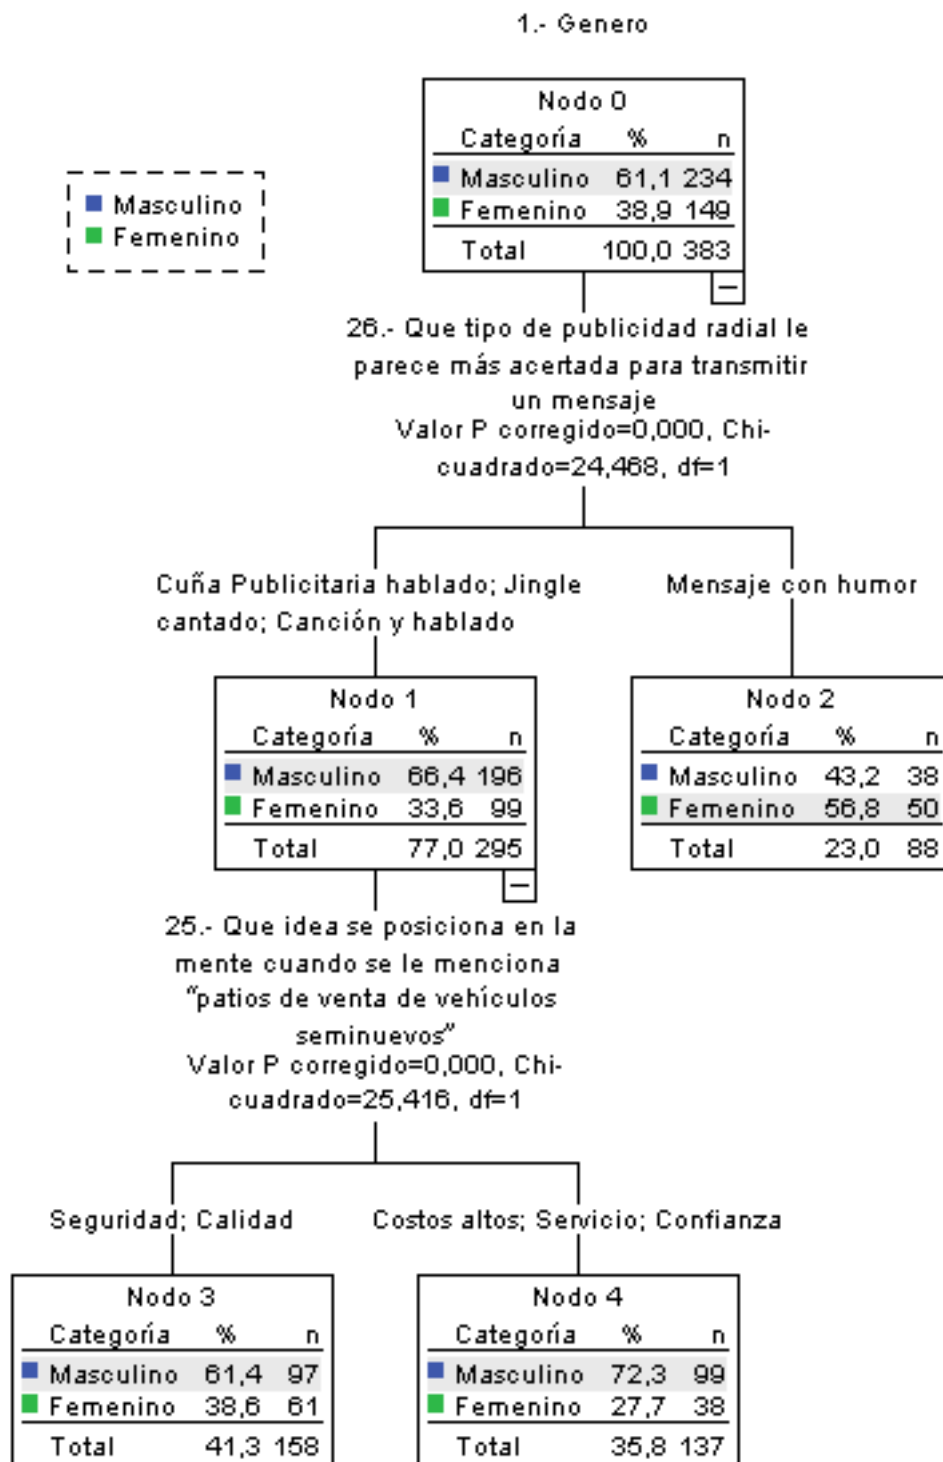 1.- Genero
Nodo 0
Categoría % n
Masculino 61,1 234
Femenino 38,9 149
Total 100,0 383
Masculino
Femenino
26.- Que tipo de publicidad radial le
parece más acertada para transmitir
un mensaje
Valor P corregido=0,000, Chi-
cuadrado=24,468, df=1
Cuña Publicitaria hablado; Jingle
cantado; Canción y hablado
Mensaje con humor
Nodo 1
Categoría % n
Masculino 66,4 196
Femenino 33,6 99
Total 77,0 295
Nodo 2
Categoría % n
Masculino 43,2 38
Femenino 56,8 50
Total 23,0 88
25.- Que idea se posiciona en la
mente cuando se le menciona
“patios de venta de vehículos
seminuevos”
Valor P corregido=0,000, Chi-
cuadrado=25,416, df=1
Seguridad; Calidad
Costos altos; Servicio; Confianza
Nodo 3
Categoría % n
Masculino 61,4 97
Femenino 38,6 61
Total 41,3 158
Nodo 4
Categoría % n
Masculino 72,3 99
Femenino 27,7 38
Total 35,8 137